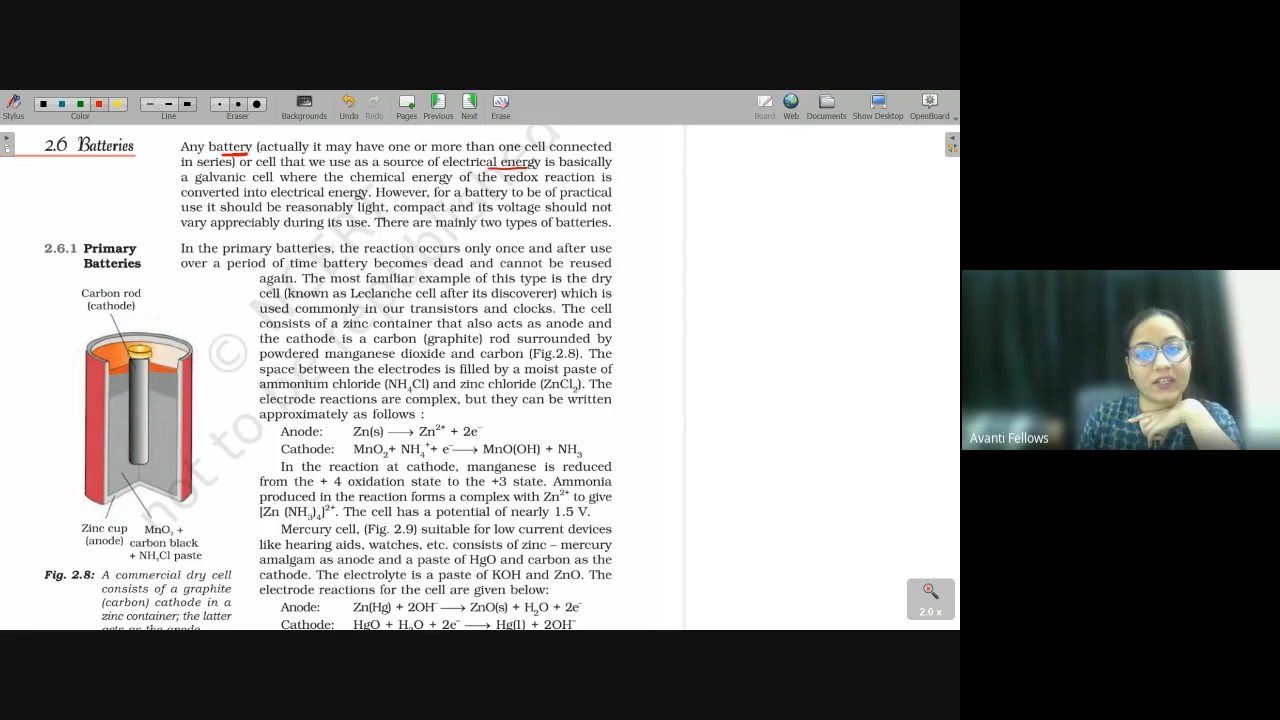 Stylus
Color
Line
Eraser
Backgrounds
Undo
Redo
Pages
Previous
Next
Erase
Board
Web
Documents
Show Desktop
OpenBoard
2.6 Batteries
Any battery (actually it may have one or more than one cell connected
in series) or cell that we use as a source of electrical energy is basically
a galvanic cell where the chemical energy of the redox reaction is
converted into electrical energy. However, for a battery to be of practical
use it should be reasonably light, compact and its voltage should not
vary appreciably during its use. There are mainly two types of batteries.
2.6.1 Primary
Batteries
In the primary batteries, the reaction occurs only once and after use
over a period of time battery becomes dead and cannot be reused
again. The most familiar example of this type is the dry
cell (known as Leclanche cell after its discoverer) which is
used commonly in our transistors and clocks. The cell
consists of a zinc container that also acts as anode and
the cathode is a carbon (graphite) rod surrounded by
powdered manganese dioxide and carbon (Fig.2.8). The
space between the electrodes is filled by a moist paste of
ammonium chloride (NH₄Cl) and zinc chloride (ZnCl₂). The
electrode reactions are complex, but they can be written
approximately as follows :
Anode: Zn(s) ⟶ Zn²⁺ + 2e⁻
Cathode: MnO₂+ NH₄⁺+ e⁻⟶ MnO(OH) + NH₃
In the reaction at cathode, manganese is reduced
from the + 4 oxidation state to the +3 state. Ammonia
produced in the reaction forms a complex with Zn²⁺ to give
[Zn (NH₃)₄]²⁺. The cell has a potential of nearly 1.5 V.
Mercury cell, (Fig. 2.9) suitable for low current devices
like hearing aids, watches, etc. consists of zinc – mercury
amalgam as anode and a paste of HgO and carbon as the
cathode. The electrolyte is a paste of KOH and ZnO. The
electrode reactions for the cell are given below:
Anode: Zn(Hg) + 2OH⁻ ⟶ ZnO(s) + H₂O + 2e⁻
Cathode: HgO + H₂O + 2e⁻ ⟶ Hg(l) + 2OH⁻
Carbon rod
(cathode)
Zinc cup
(anode)
MnO₂ +
carbon black
+ NH₄Cl paste
Fig. 2.8: A commercial dry cell
consists of a graphite
(carbon) cathode in a
zinc container; the latter
acts as the anode
© NCERT
not to be republished
2.0 x
Avanti Fellows